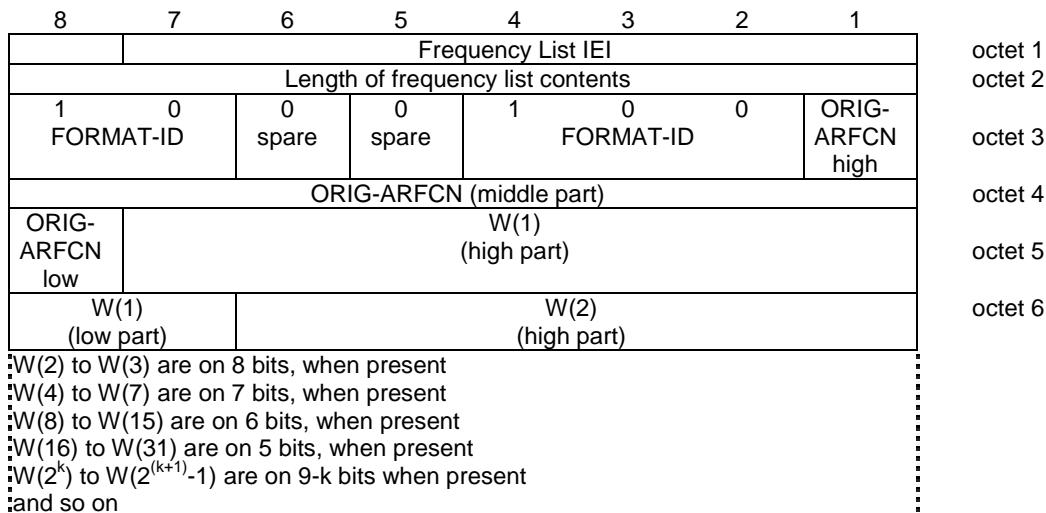 8 7 6 5 4 3 2 1
Frequency List IEI octet 1
Length of frequency list contents octet 2
1 0 0 0 1 0 0 ORIG-
FORMAT-ID spare spare FORMAT-ID ARFCN octet 3
high
ORIG-ARFCN (middle part) octet 4
ORIG- W(1)
ARFCN (high part) octet 5
low
W(1) W(2) octet 6
(low part) (high part)
W(2) to W(3) are on 8 bits, when present
W(4) to W(7) are on 7 bits, when present
W(8) to W(15) are on 6 bits, when present
W(16) to W(31) are on 5 bits, when present
W(2^k) to W(2^(k+1)-1) are on 9-k bits when present
and so on